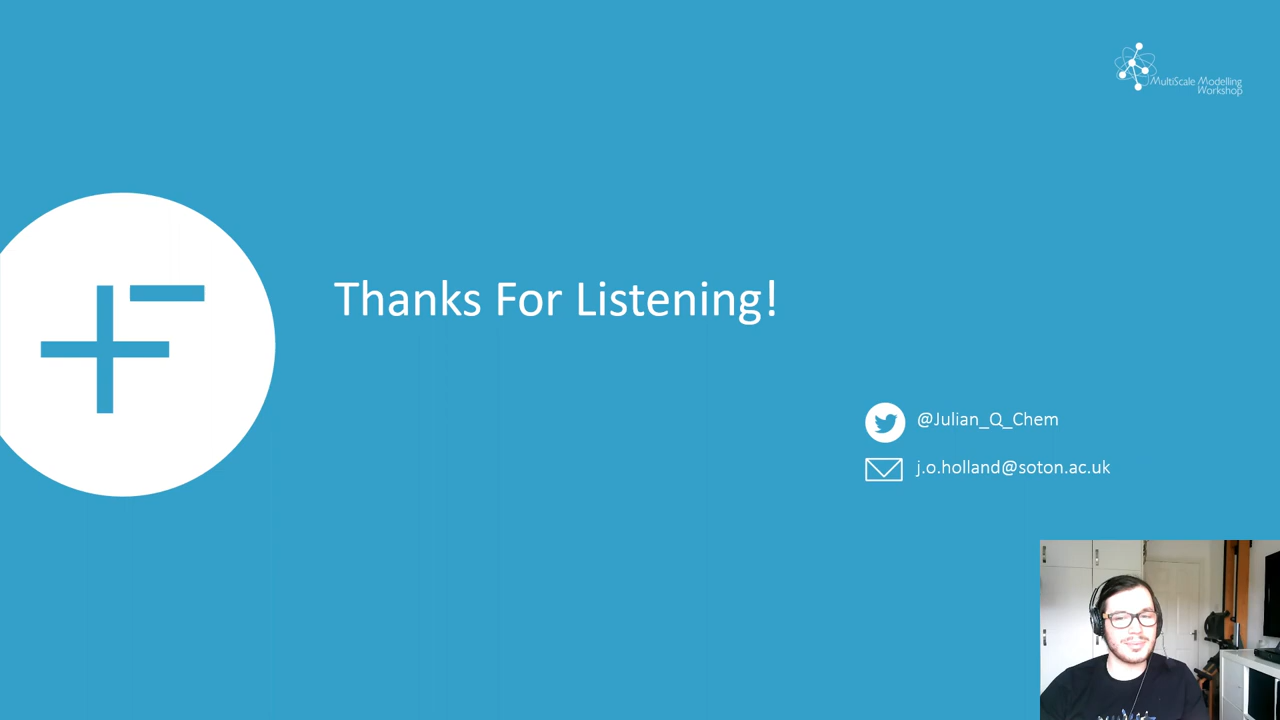 MultiScale Modelling
Workshop
Thanks For Listening!
@Julian_Q_Chem
j.o.holland@soton.ac.uk